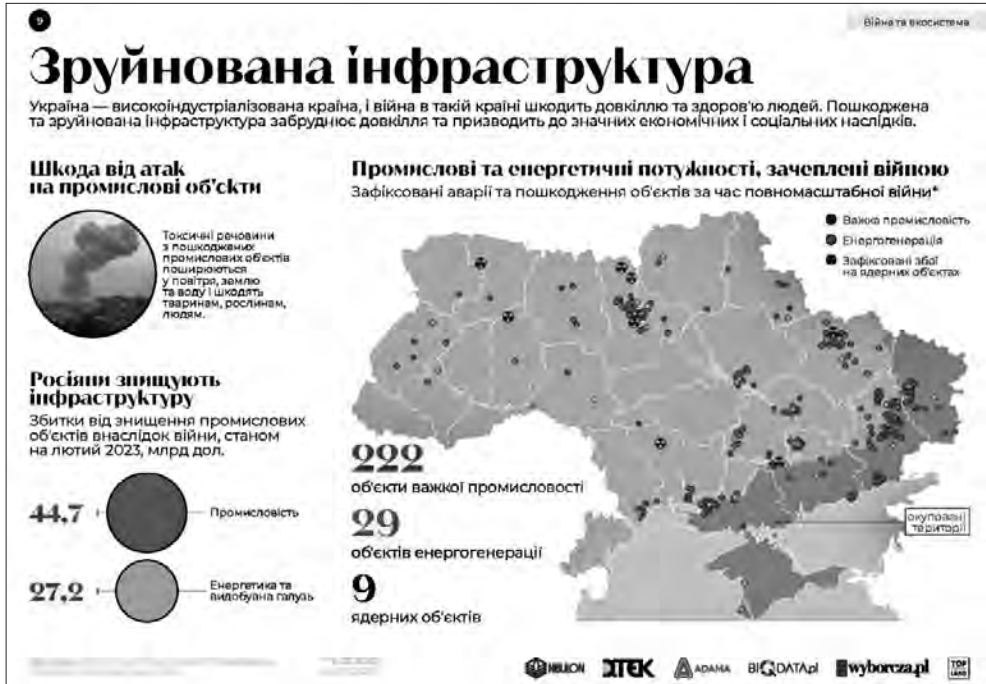 9
Війна та екосистема
Зруйнована інфраструктура
Україна — високоіндустріалізована країна, і війна в такій країні шкодить довкіллю та здоров'ю людей. Пошкоджена
та зруйнована інфраструктура забруднює довкілля та призводить до значних економічних і соціальних наслідків.
Шкода від атак
на промислові об'єкти
Токсичні речовини
з пошкоджених
промислових об'єктів
поширюються
у повітря, землю
та воду і шкодять
тваринам, рослинам,
людям.
Росіяни знищують
інфраструктуру
Збитки від знищення промислових
об'єктів внаслідок війни, станом
на лютий 2023, млрд дол.
44,7
Промисловість
27,2
Енергетика та
видобувна галузь
Промислові та енергетичні потужності, зачеплені війною
Зафіксовані аварії та пошкодження об'єктів за час повномасштабної війни*
Важка промисловість
Енергогенерація
Зафіксовані збої
на ядерних об'єктах
222
об'єкти важкої промисловості
29
об'єктів енергогенерації
9
ядерних об'єктів
окуповані
території
DTEK
ADAMA
BIQDATA.pl
wyborcza.pl
TOP
LEAD